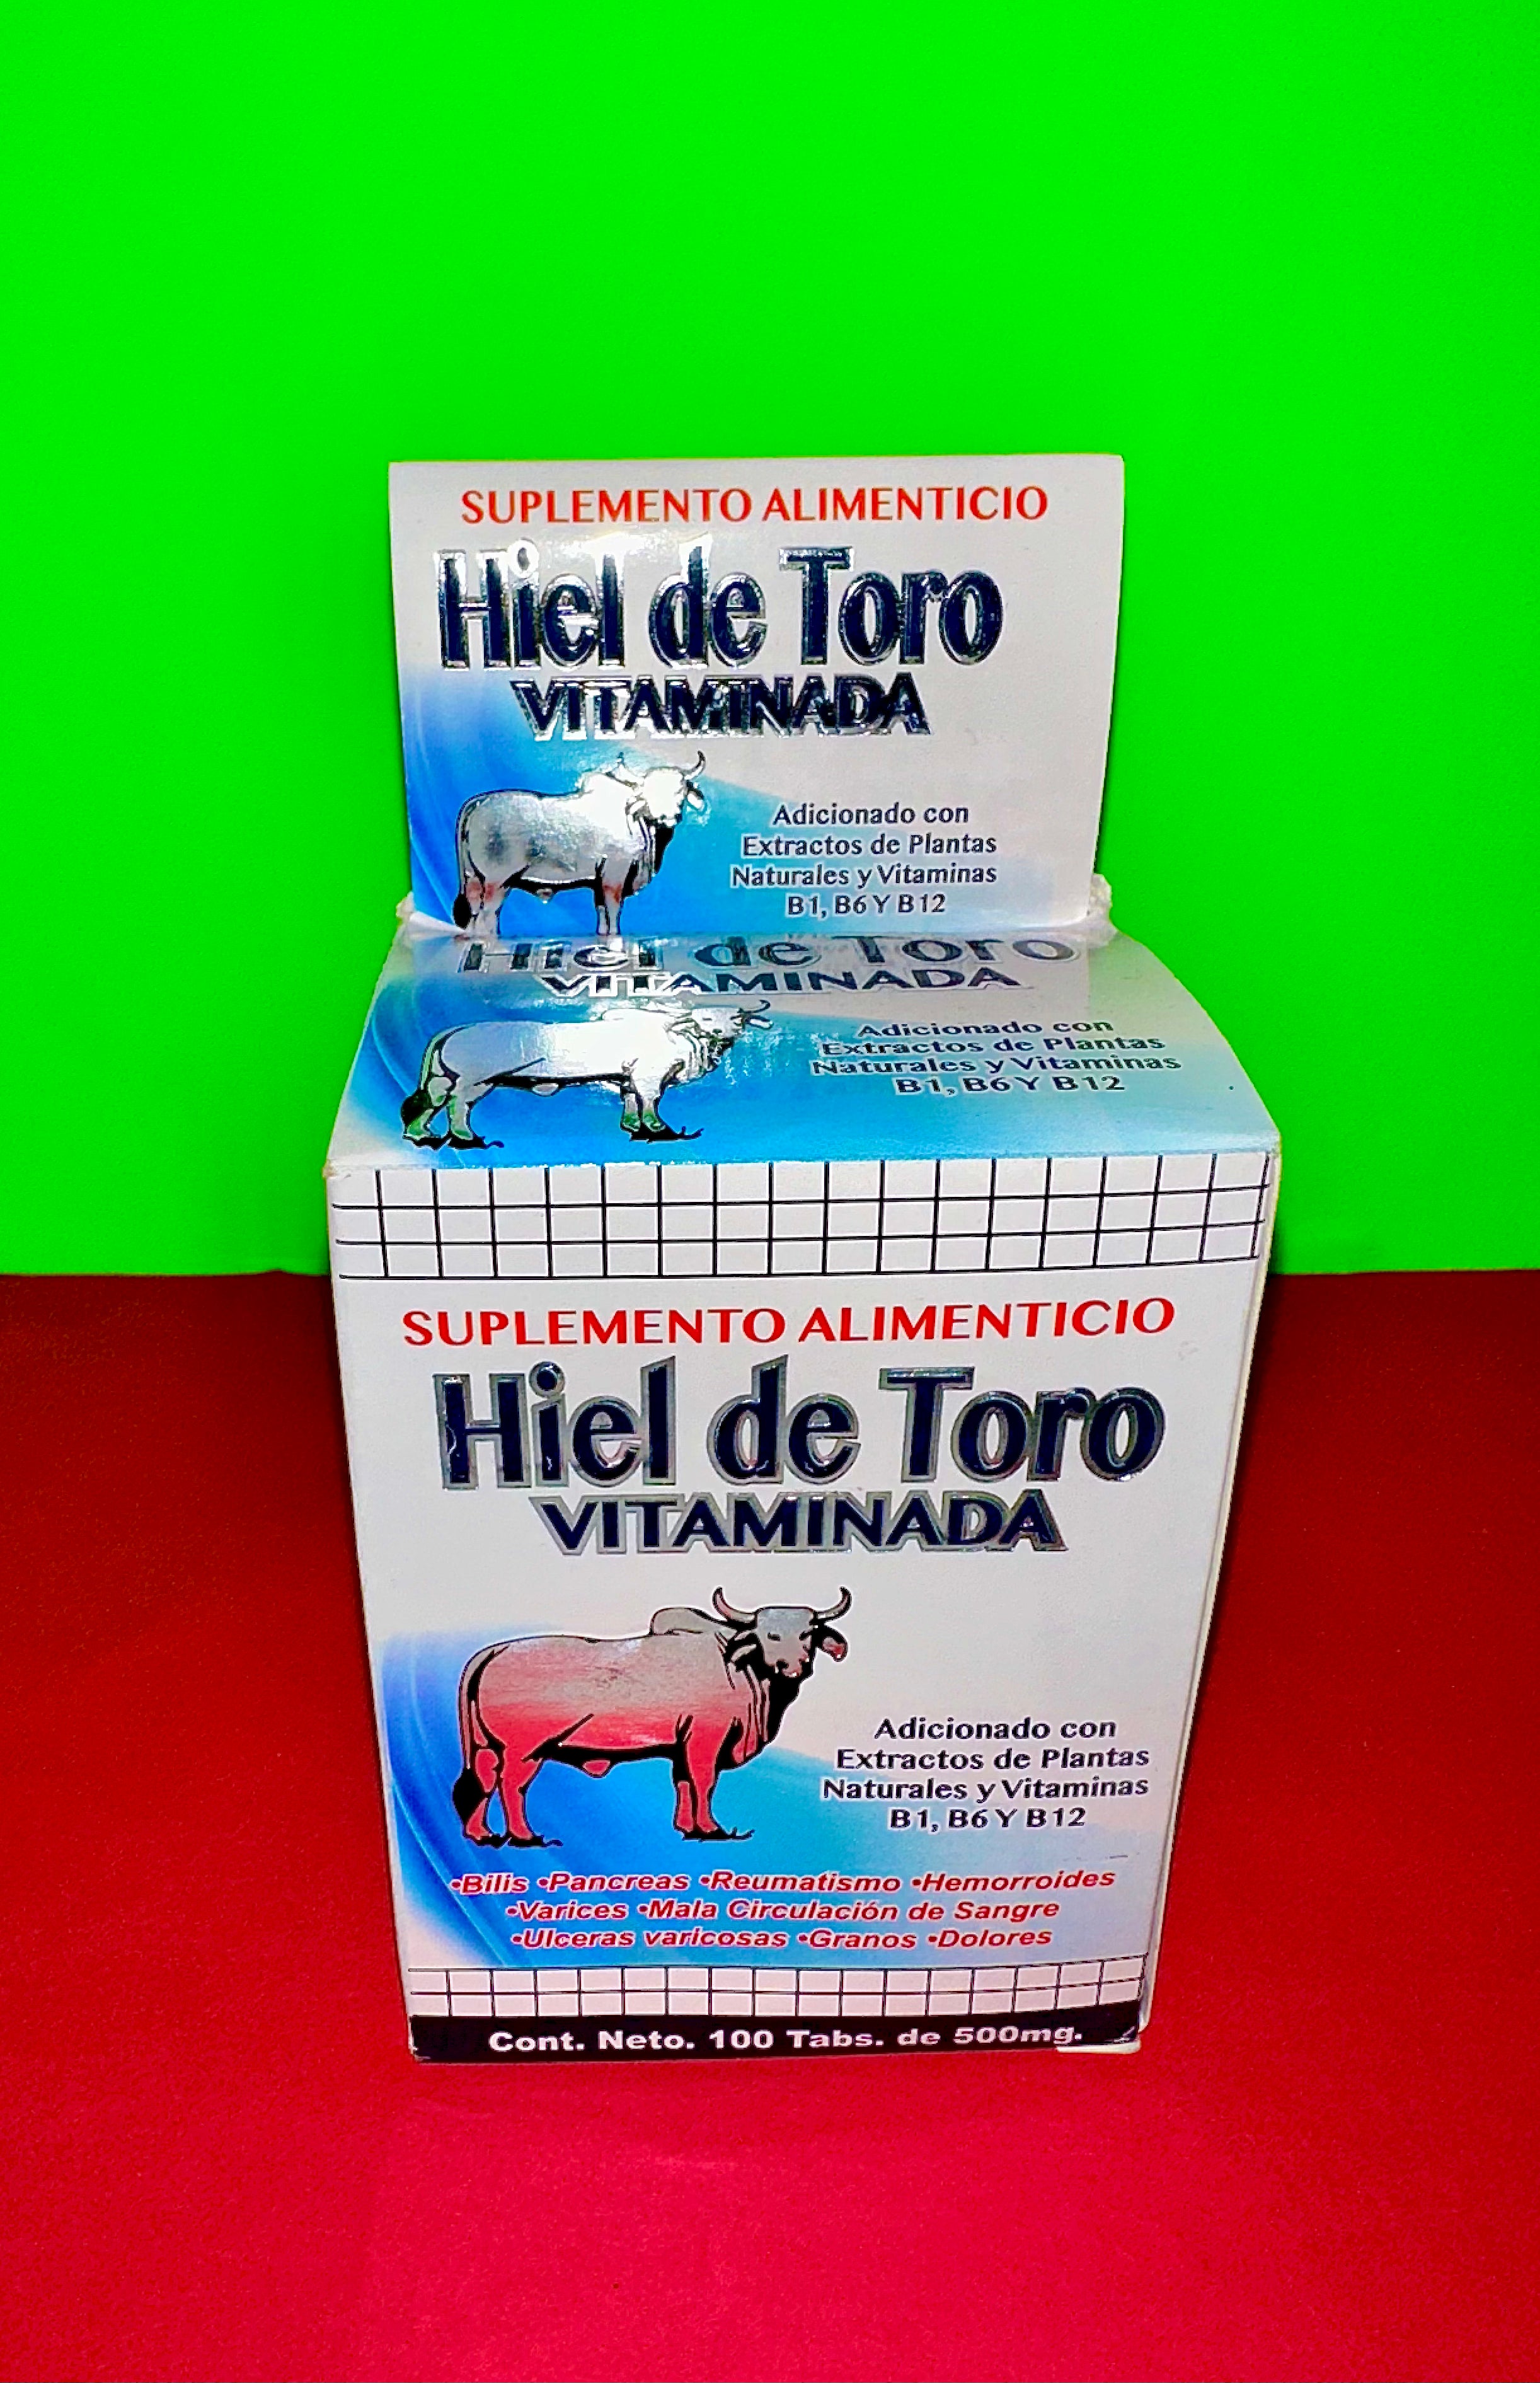 SUPLEMENTO ALIMENTICIO
Hiel de Toro
VITAMINADA
Adicionado con
Extractos de Plantas
Naturales y Vitaminas
B1, B6 Y B12
Hiel de Toro
VITAMINADA
Adicionado con
Extractos de Plantas
Naturales y Vitaminas
B1, B6 Y B12
SUPLEMENTO ALIMENTICIO
Hiel de Toro
VITAMINADA
Adicionado con
Extractos de Plantas
Naturales y Vitaminas
B1, B6 Y B12
•Bilis •Pancreas •Reumatismo •Hemorroides
•Varices •Mala Circulación de Sangre
•Ulceras varicosas •Granos •Dolores
Cont. Neto. 100 Tabs. de 500mg.